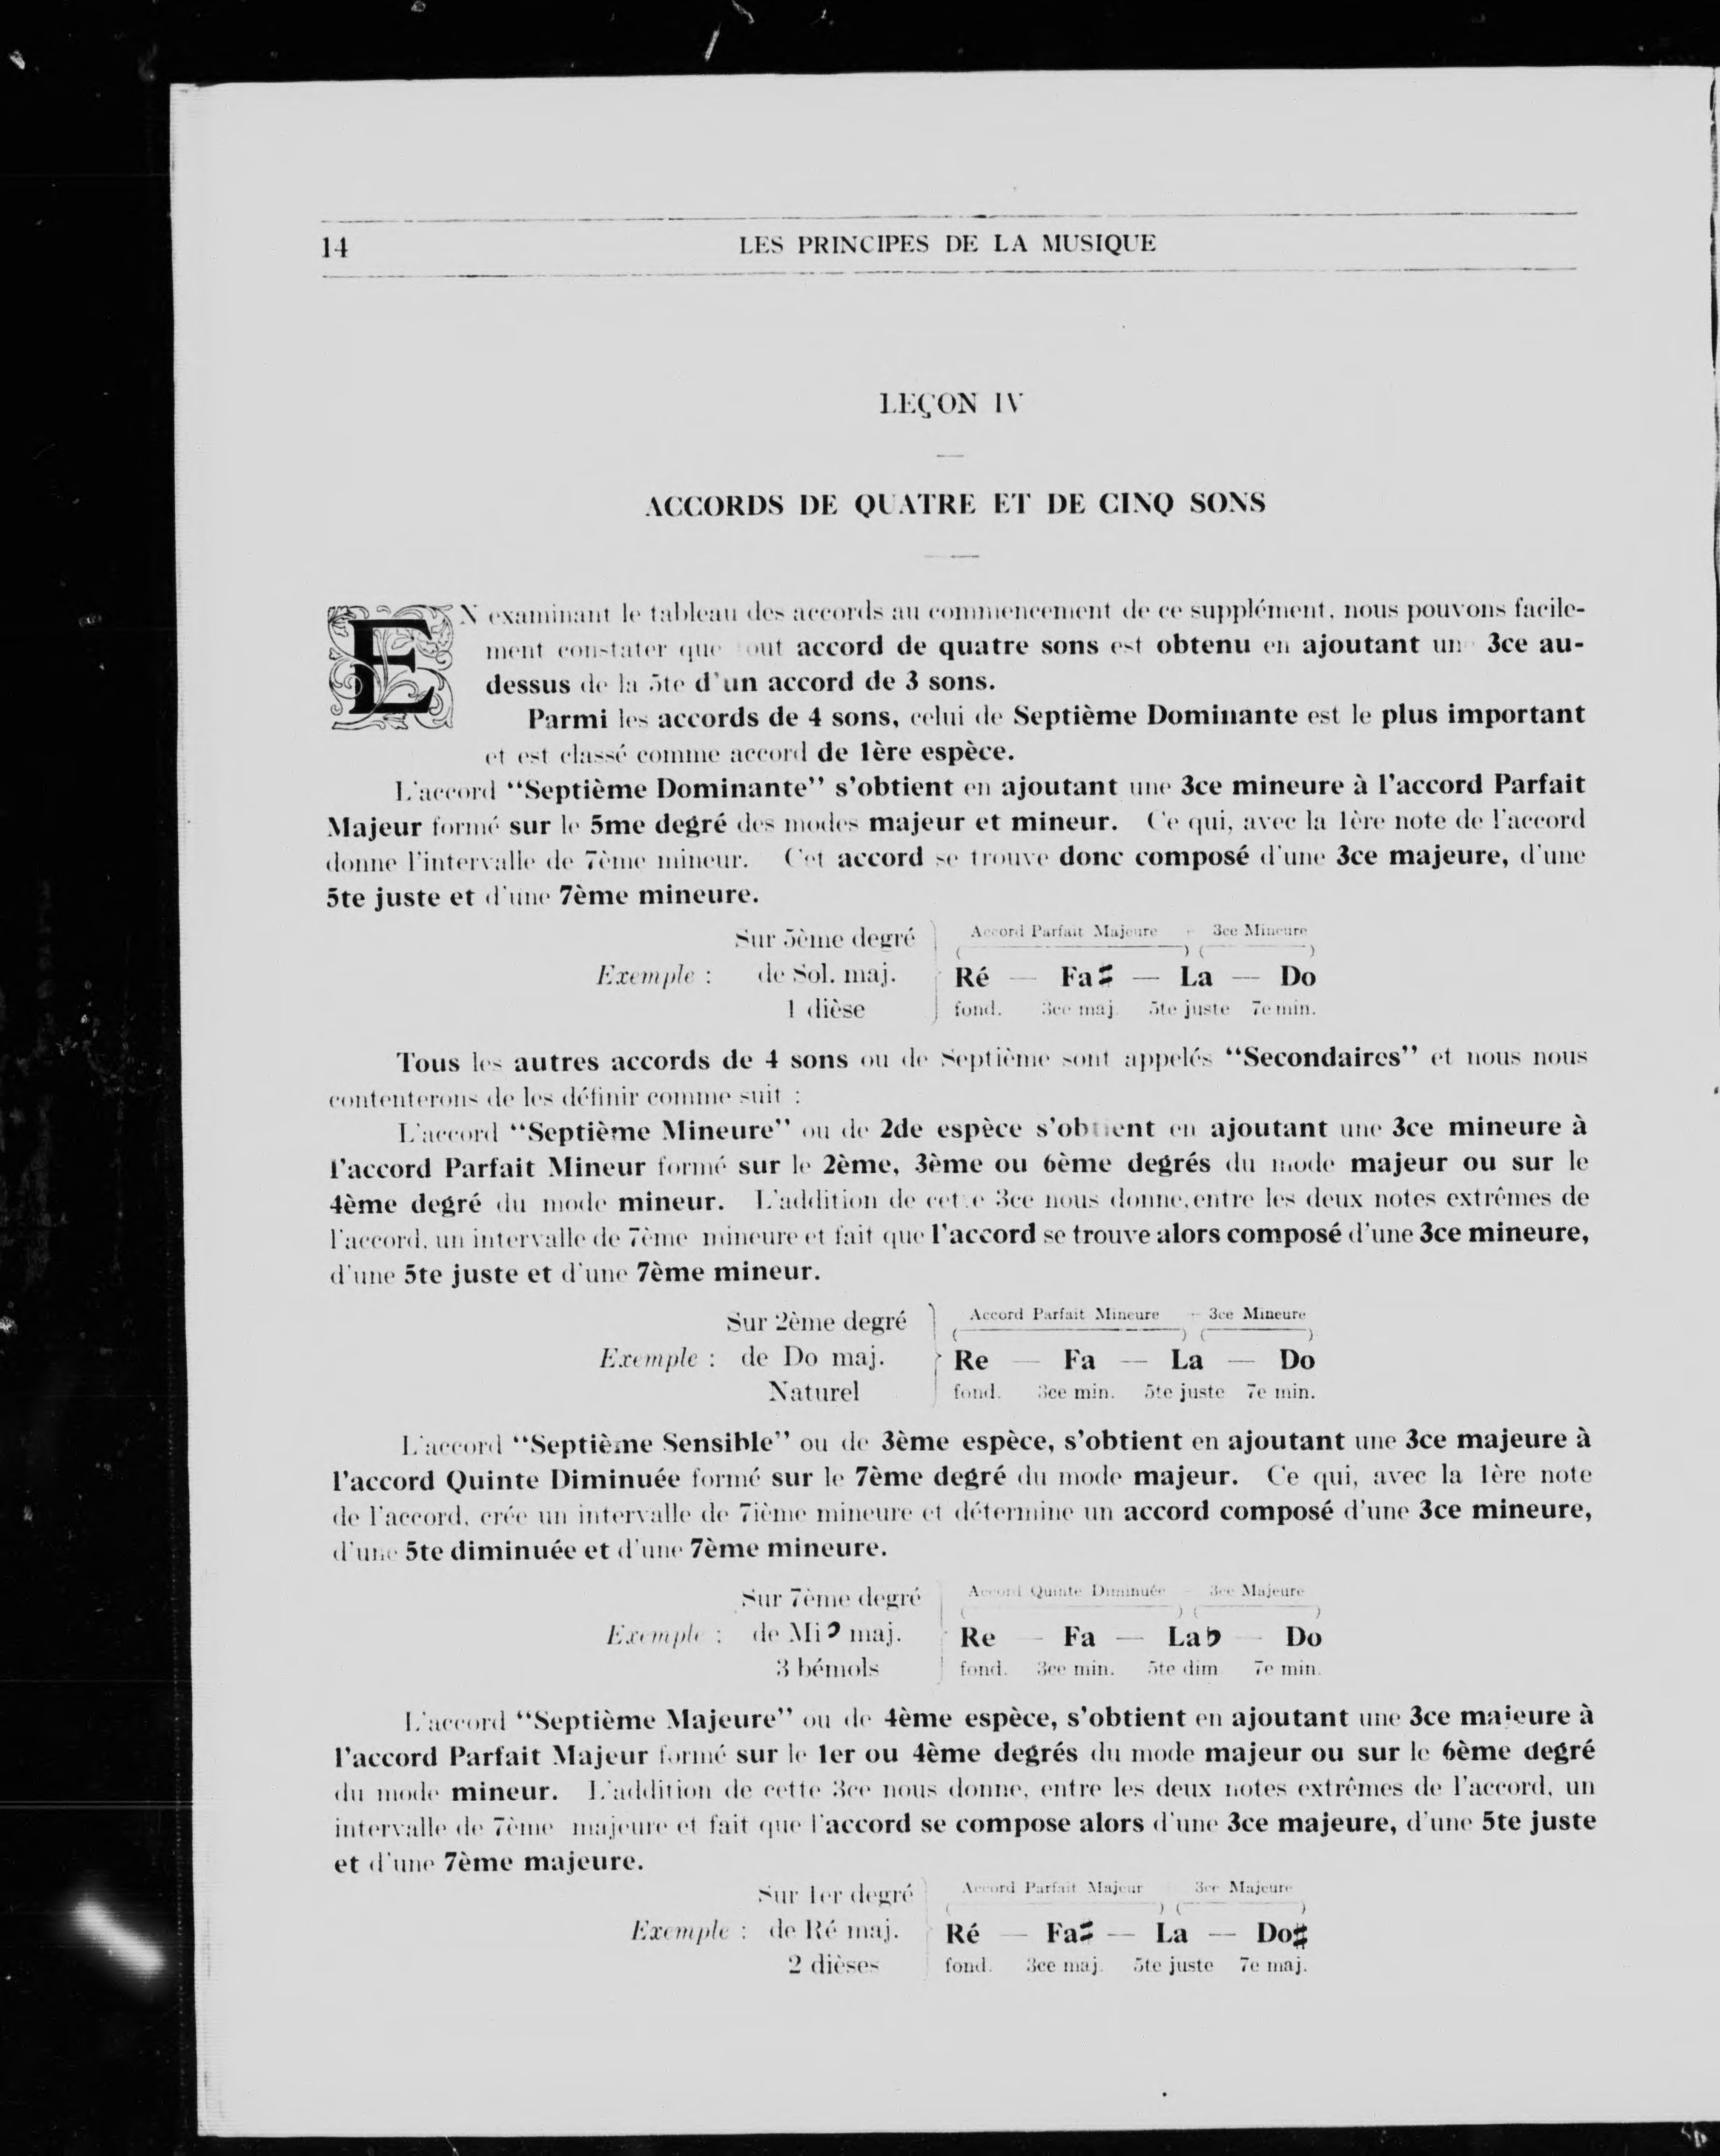 14 LES PRINCIPES DE LA MUSIQUE
LEÇON IV
ACCORDS DE QUATRE ET DE CINQ SONS
EN examinant le tableau des accords au commencement de ce supplément, nous pouvons facile-
ment constater que out accord de quatre sons est obtenu en ajoutant un 3ce au-
dessus de la 5te d'un accord de 3 sons.
Parmi les accords de 4 sons, celui de Septième Dominante est le plus important
et est classé comme accord de 1ère espèce.
L'accord "Septième Dominante" s'obtient en ajoutant une 3ce mineure à l'accord Parfait
Majeur formé sur le 5me degré des modes majeur et mineur. Ce qui, avec la 1ère note de l'accord
donne l'intervalle de 7ème mineur. Cet accord se trouve donc composé d'une 3ce majeure, d'une
5te juste et d'une 7ème mineure.
Sur 5ème degré Accord Parfait Majeure - 3ce Mineure
Exemple : de Sol. maj. Ré — Fa♯ — La — Do
1 dièse fond. 3ce maj. 5te juste 7e min.
Tous les autres accords de 4 sons ou de Septième sont appelés "Secondaires" et nous nous
contenterons de les définir comme suit :
L'accord "Septième Mineure" ou de 2de espèce s'obtient en ajoutant une 3ce mineure à
l'accord Parfait Mineur formé sur le 2ème, 3ème ou 6ème degrés du mode majeur ou sur le
4ème degré du mode mineur. L'addition de cette 3ce nous donne, entre les deux notes extrêmes de
l'accord, un intervalle de 7ème mineure et fait que l'accord se trouve alors composé d'une 3ce mineure,
d'une 5te juste et d'une 7ème mineur.
Sur 2ème degré Accord Parfait Mineure - 3ce Mineure
Exemple : de Do maj. Re — Fa — La — Do
Naturel fond. 3ce min. 5te juste 7e min.
L'accord "Septième Sensible" ou de 3ème espèce, s'obtient en ajoutant une 3ce majeure à
l'accord Quinte Diminuée formé sur le 7ème degré du mode majeur. Ce qui, avec la 1ère note
de l'accord, crée un intervalle de 7ième mineure et détermine un accord composé d'une 3ce mineure,
d'une 5te diminuée et d'une 7ème mineure.
Sur 7ème degré Accord Quinte Diminuée - 3ce Majeure
Exemple : de Mi♭ maj. Re — Fa — La♭ — Do
3 bémols fond. 3ce min. 5te dim 7e min.
L'accord "Septième Majeure" ou de 4ème espèce, s'obtient en ajoutant une 3ce majeure à
l'accord Parfait Majeur formé sur le 1er ou 4ème degrés du mode majeur ou sur le 6ème degré
du mode mineur. L'addition de cette 3ce nous donne, entre les deux notes extrêmes de l'accord, un
intervalle de 7ème majeure et fait que l'accord se compose alors d'une 3ce majeure, d'une 5te juste
et d'une 7ème majeure.
Sur 1er degré Accord Parfait Majeur 3ce Majeure
Exemple : de Ré maj. Ré — Fa♯ — La — Do♯
2 dièses fond. 3ce maj. 5te juste 7e maj.